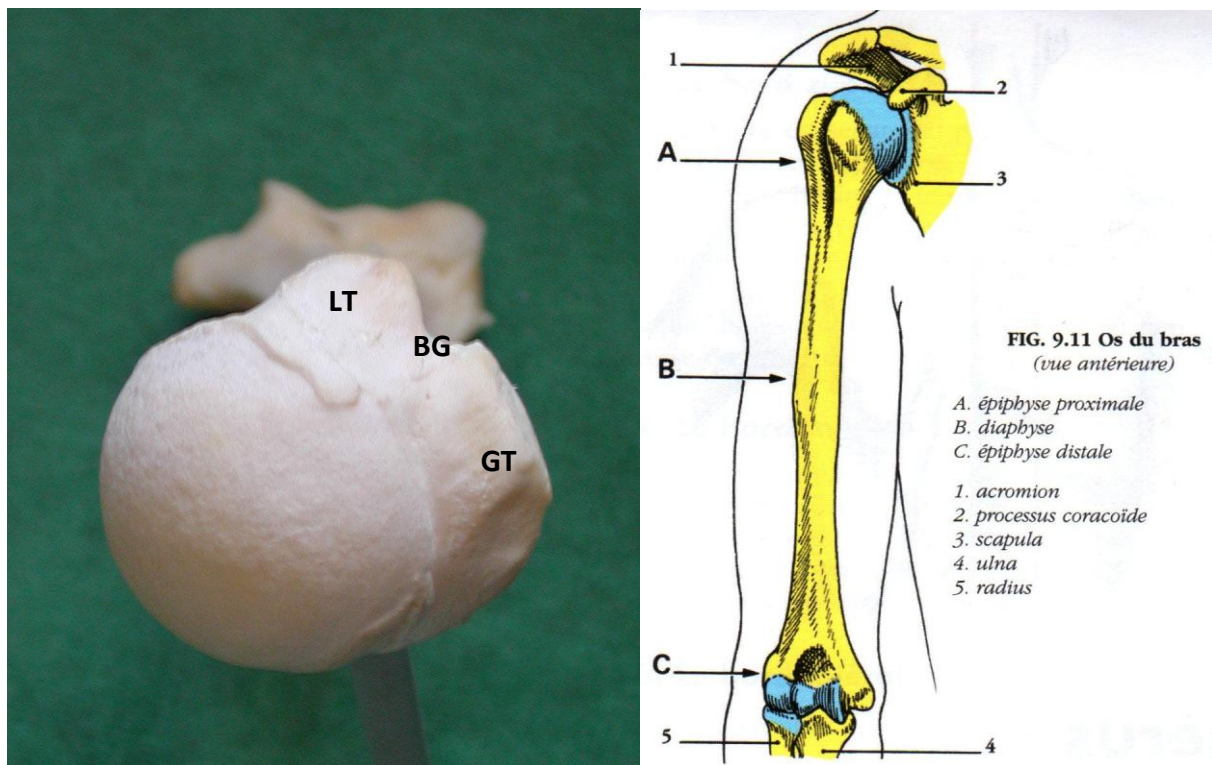 LT
BG
GT
1
2
A
3
B
FIG. 9.11 Os du bras
(vue antérieure)
A. épiphyse proximale
B. diaphyse
C. épiphyse distale
1. acromion
2. processus coracoïde
3. scapula
4. ulna
5. radius
C
5
4